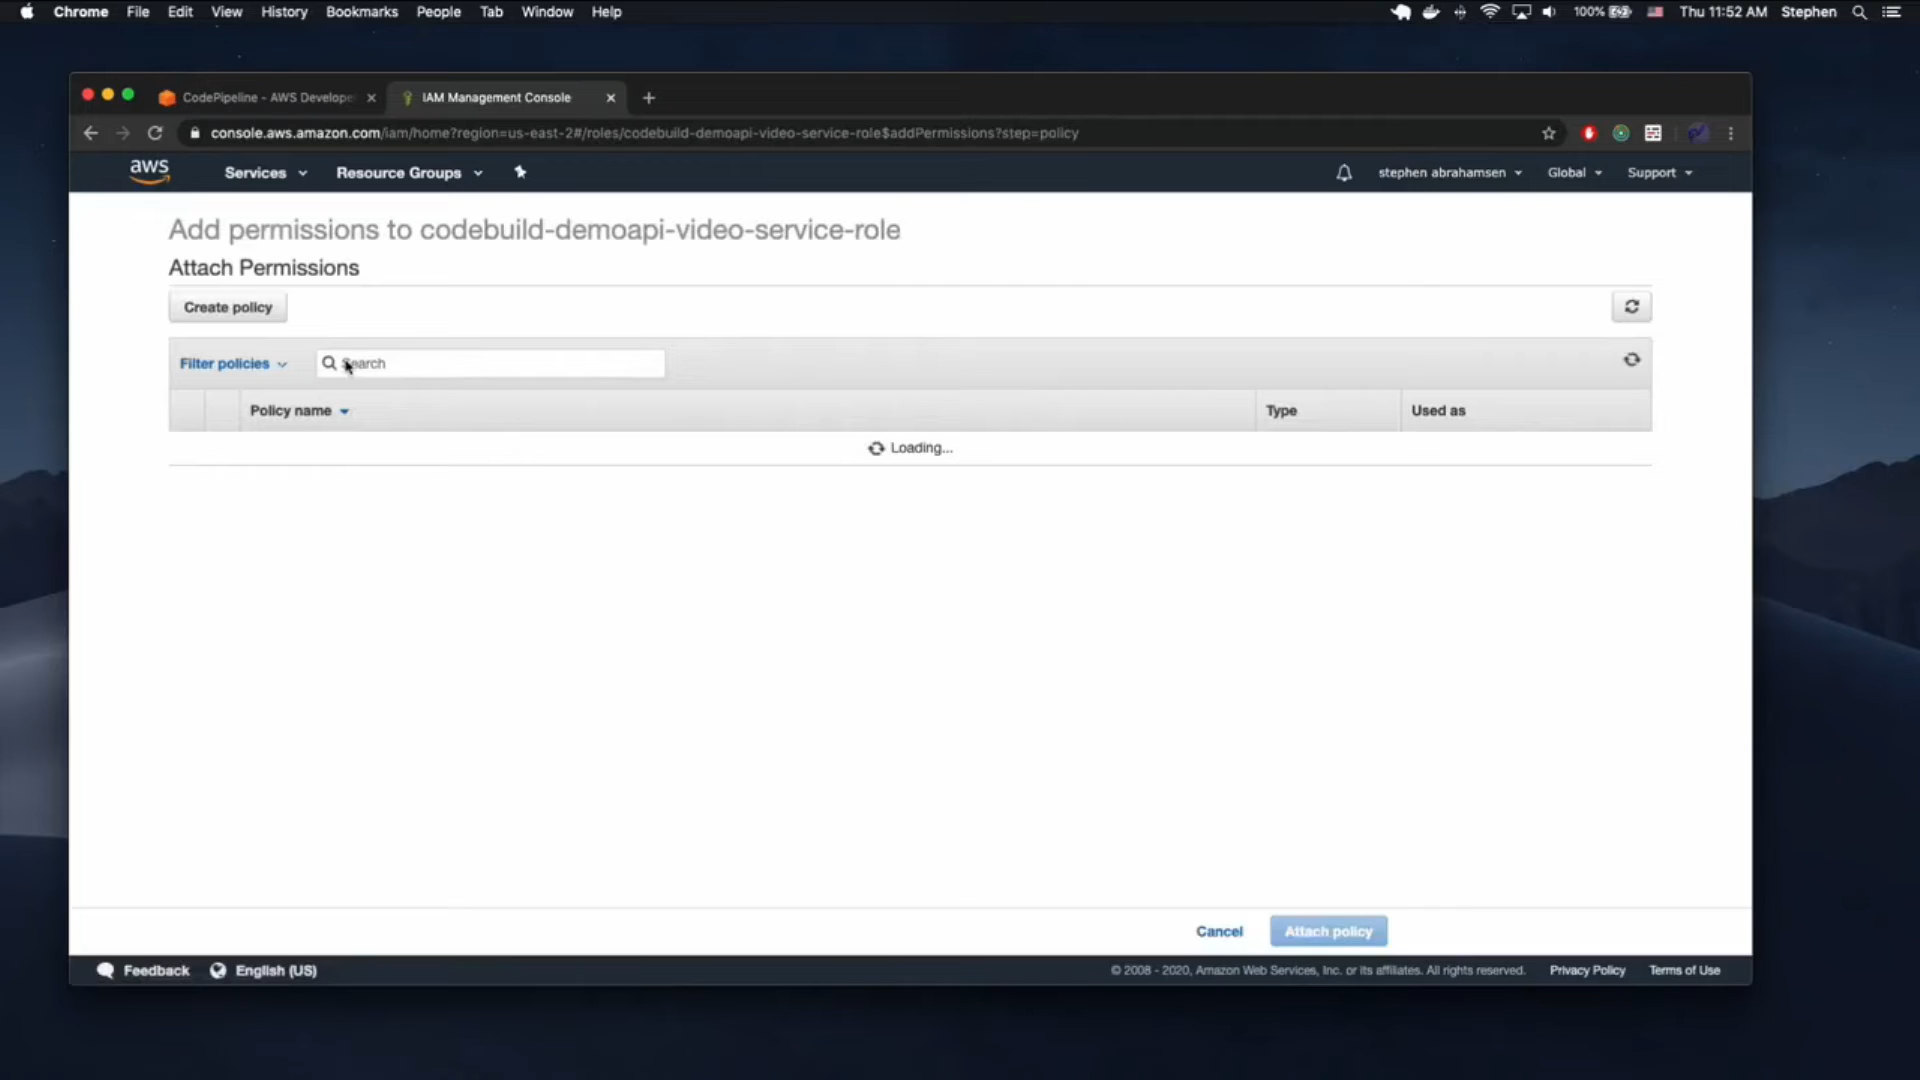 Chrome File Edit View History Bookmarks People Tab Window Help 100% Thu 11:52 AM Stephen
CodePipeline - AWS Develope IAM Management Console
console.aws.amazon.com/iam/home?region=us-east-2#/roles/codebuild-demoapi-video-service-role$addPermissions?step=policy
aws Services Resource Groups stephen abrahamsen Global Support
Add permissions to codebuild-demoapi-video-service-role
Attach Permissions
Create policy
Filter policies Search
Policy name Type Used as
Loading...
Cancel Attach policy
Feedback English (US) © 2008 - 2020, Amazon Web Services, Inc. or its affiliates. All rights reserved. Privacy Policy Terms of Use